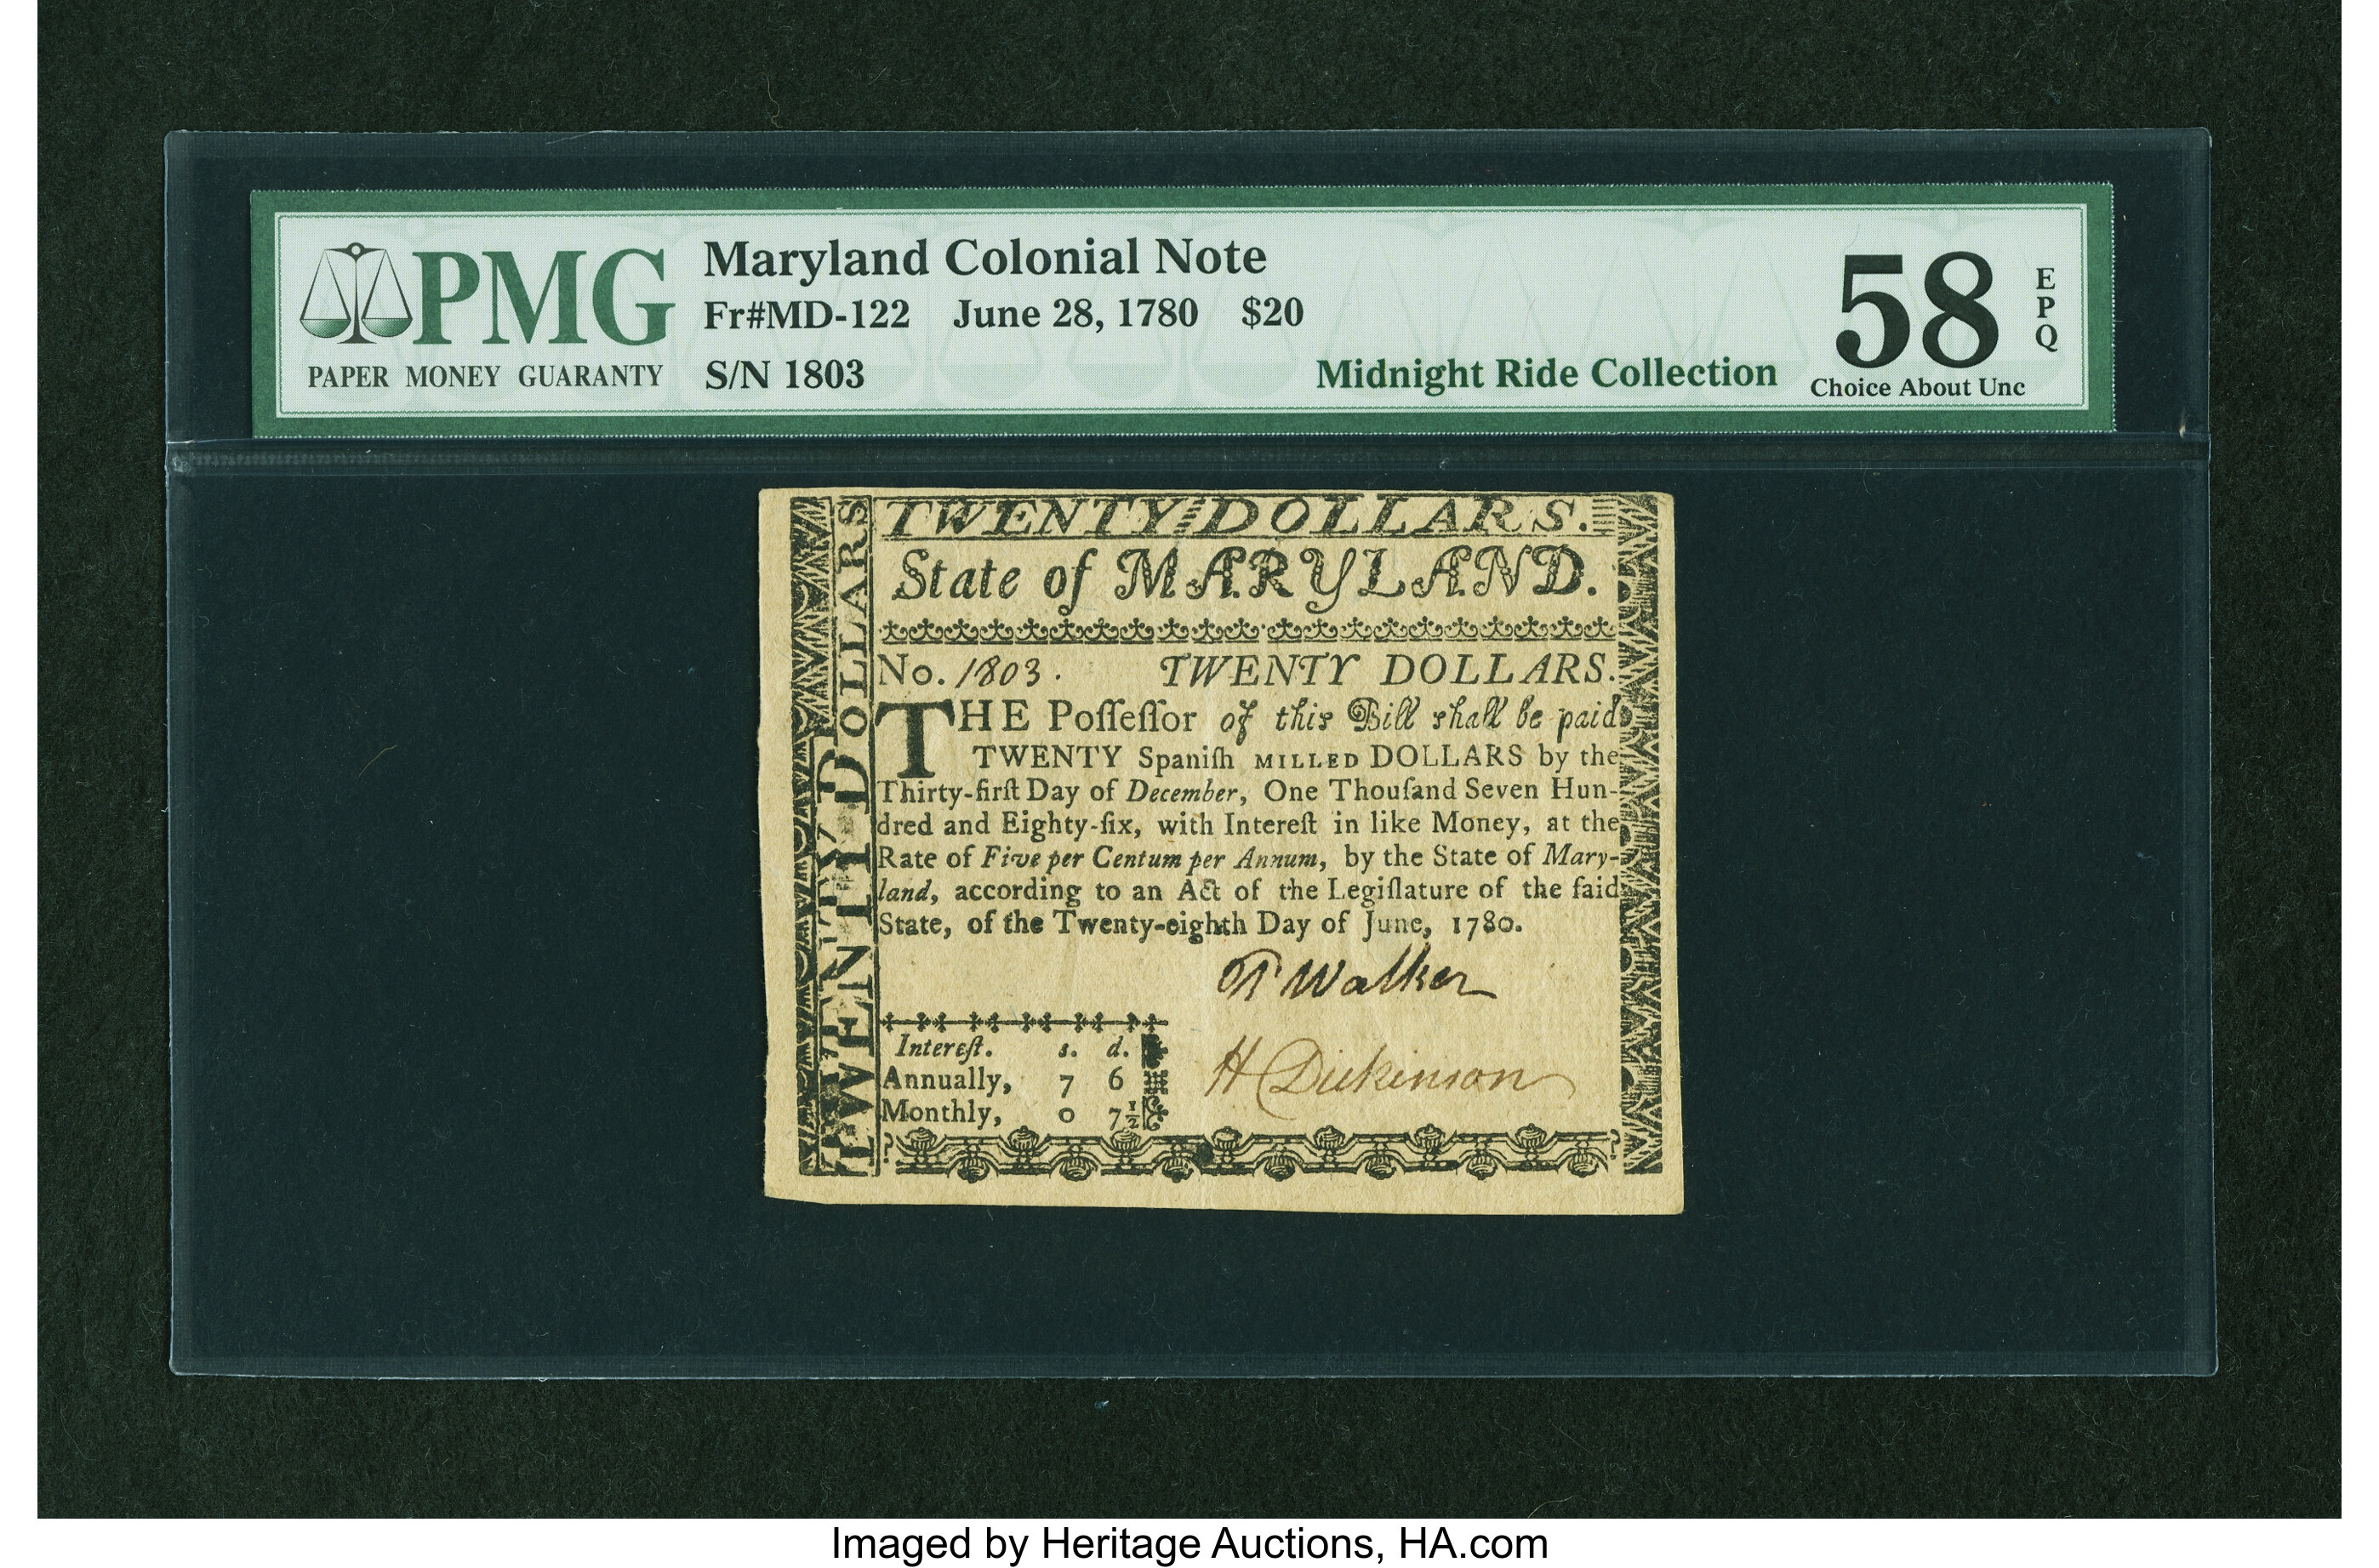 PMG
PAPER MONEY GUARANTY
Maryland Colonial Note
Fr#MD-122 June 28, 1780 $20
S/N 1803
Midnight Ride Collection
58
EPQ
Choice About Unc
TWENTY DOLLARS.
TWENTY DOLLARS
State of MARYLAND.
No. 1803. TWENTY DOLLARS.
THE Poſſeſſor of this Bill shall be paid
TWENTY Spaniſh MILLED DOLLARS by the
Thirty-firſt Day of December, One Thouſand Seven Hun-
dred and Eighty-ſix, with Intereſt in like Money, at the
Rate of Five per Centum per Annum, by the State of Mary-
land, according to an Act of the Legiſlature of the ſaid
State, of the Twenty-eighth Day of June, 1780.
T Walker
H Dickinson
Intereſt. s. d.
Annually, 7 6
Monthly, 0 7½
Imaged by Heritage Auctions, HA.com